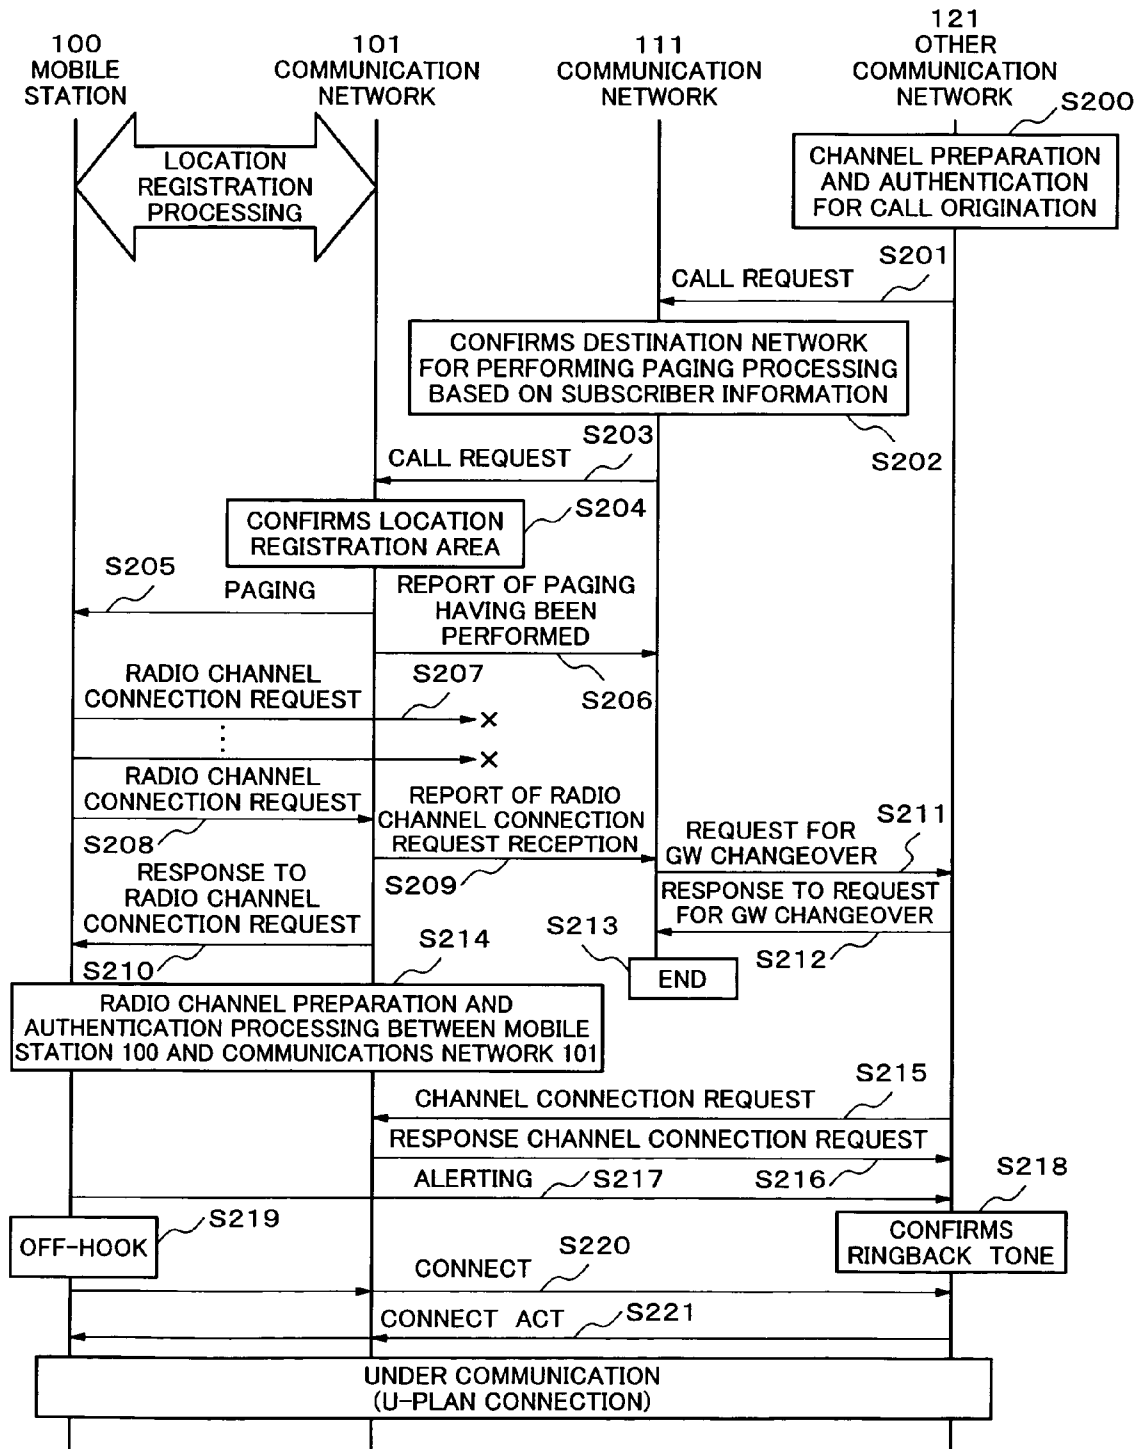 100
MOBILE
STATION
101
COMMUNICATION
NETWORK
111
COMMUNICATION
NETWORK
121
OTHER
COMMUNICATION
NETWORK
S200
LOCATION
REGISTRATION
PROCESSING
CHANNEL PREPARATION
AND AUTHENTICATION
FOR CALL ORIGINATION
S201
CALL REQUEST
CONFIRMS DESTINATION NETWORK
FOR PERFORMING PAGING PROCESSING
BASED ON SUBSCRIBER INFORMATION
S202
S203
CALL REQUEST
S204
CONFIRMS LOCATION
REGISTRATION AREA
S205
PAGING
REPORT OF PAGING
HAVING BEEN
PERFORMED
S206
RADIO CHANNEL
CONNECTION REQUEST
S207
×
⋮
×
RADIO CHANNEL
CONNECTION REQUEST
S208
REPORT OF RADIO
CHANNEL CONNECTION
REQUEST RECEPTION
S209
REQUEST FOR
GW CHANGEOVER
S211
RESPONSE TO
RADIO CHANNEL
CONNECTION REQUEST
S210
RESPONSE TO REQUEST
FOR GW CHANGEOVER
S212
S213
END
S214
RADIO CHANNEL PREPARATION AND
AUTHENTICATION PROCESSING BETWEEN MOBILE
STATION 100 AND COMMUNICATIONS NETWORK 101
S215
CHANNEL CONNECTION REQUEST
RESPONSE CHANNEL CONNECTION REQUEST
S216
ALERTING
S217
S218
CONFIRMS
RINGBACK TONE
S219
OFF-HOOK
CONNECT
S220
CONNECT ACT
S221
UNDER COMMUNICATION
(U-PLAN CONNECTION)